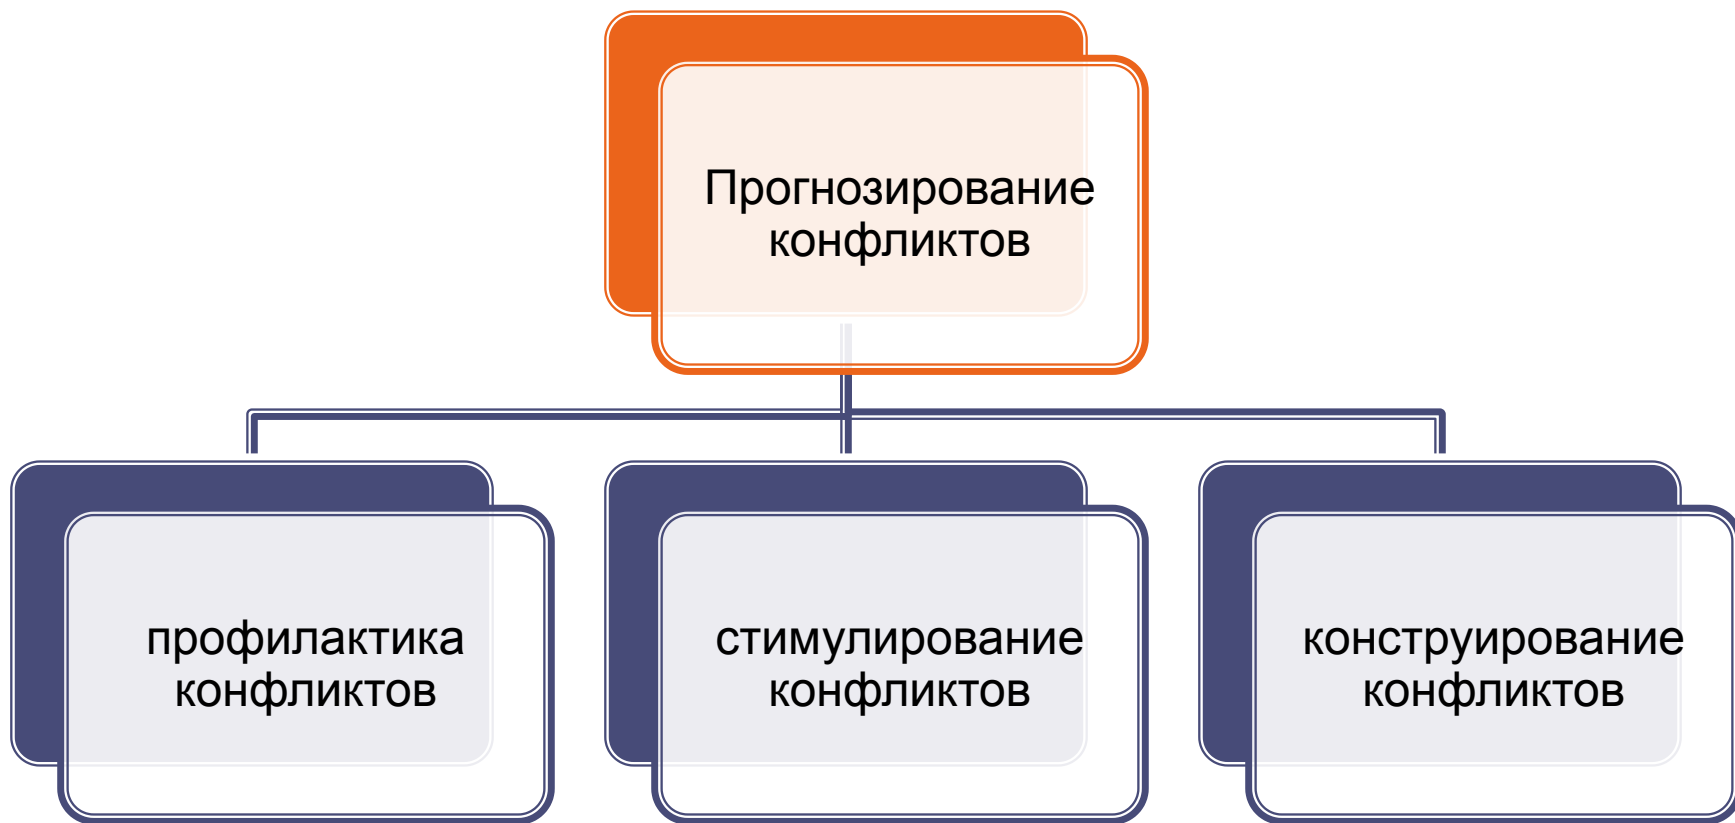 Прогнозирование
конфликтов
профилактика
конфликтов
стимулирование
конфликтов
конструирование
конфликтов